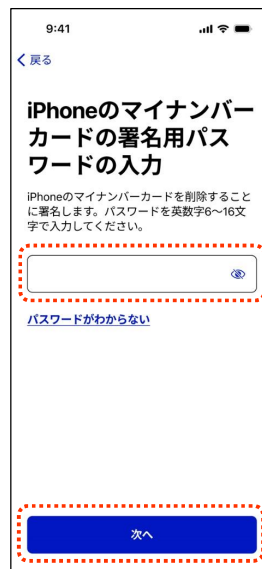 9:41
戻る
iPhoneのマイナンバー
カードの署名用パス
ワードの入力
iPhoneのマイナンバーカードを削除すること
に署名します。パスワードを英数字6〜16文
字で入力してください。
パスワードがわからない
次へ